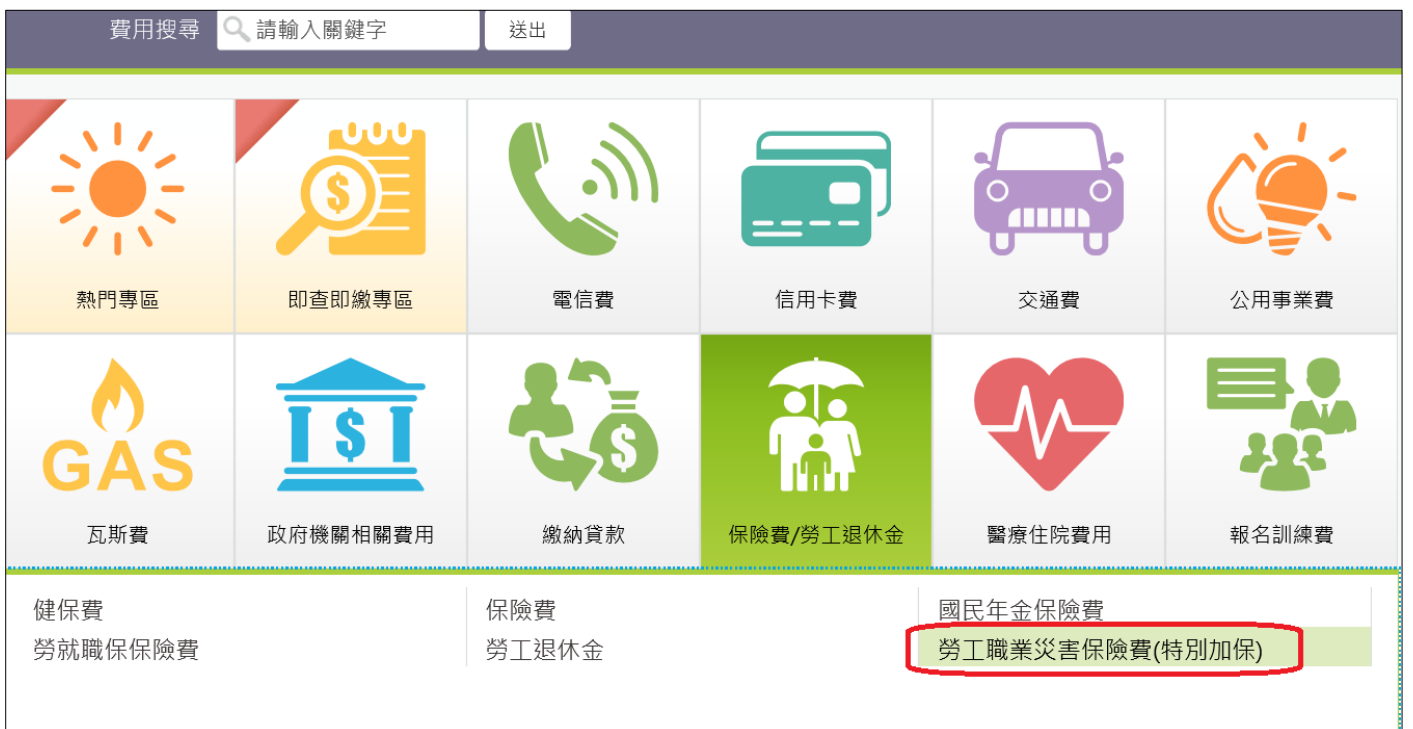 費用搜尋 請輸入關鍵字 送出
$
熱門專區 即查即繳專區 電信費 信用卡費 交通費 公用事業費
GAS $ $
瓦斯費 政府機關相關費用 繳納貸款 保險費/勞工退休金 醫療住院費用 報名訓練費
健保費 保險費 國民年金保險費
勞就職保保險費 勞工退休金 勞工職業災害保險費(特別加保)